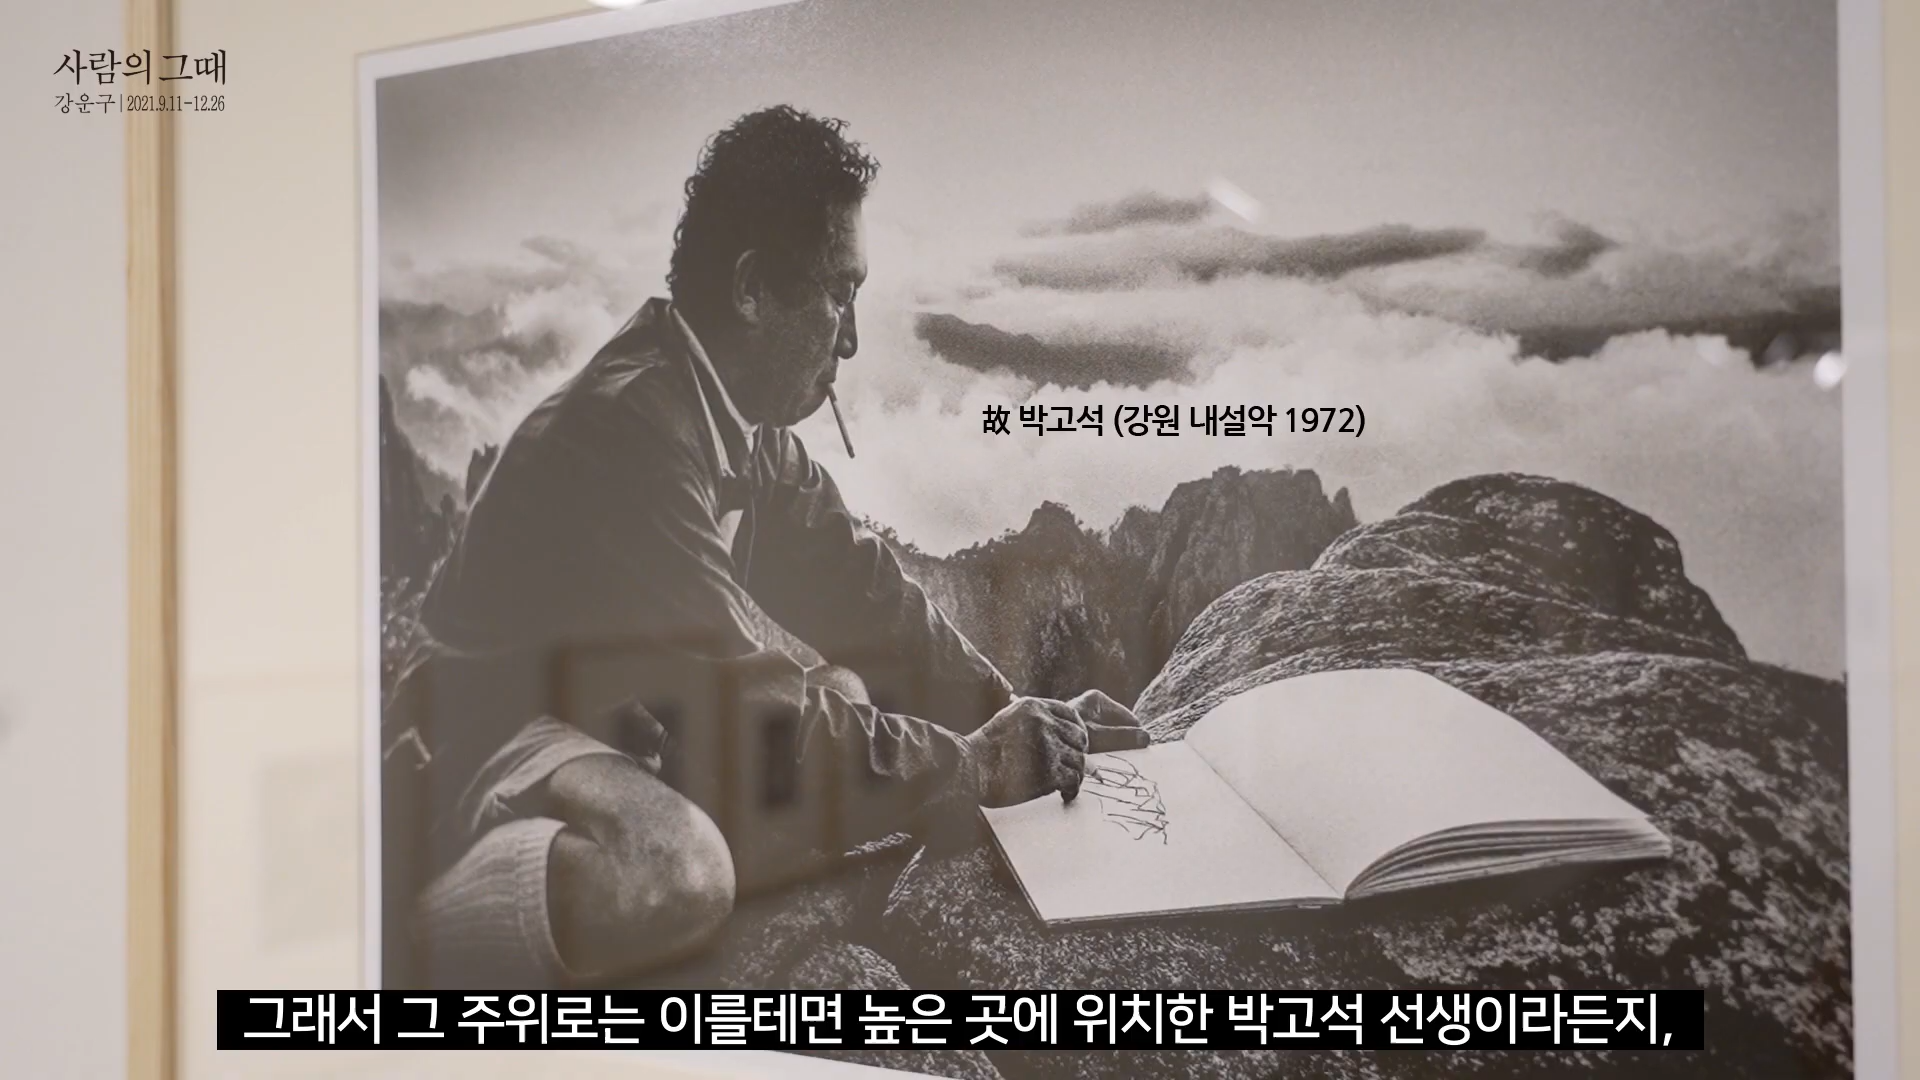 사람의 그때
강운구 | 2021.9.11-12.26
故 박고석 (강원 내설악 1972)
그래서 그 주위로는 이를테면 높은 곳에 위치한 박고석 선생이라든지,